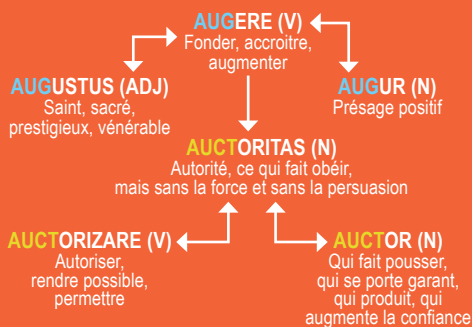 AUGERE (V)
Fonder, accroitre,
augmenter
AUGUSTUS (ADJ)
Saint, sacré,
prestigieux, vénérable
AUGUR (N)
Présage positif
AUCTORITAS (N)
Autorité, ce qui fait obéir,
mais sans la force et sans la persuasion
AUCTORIZARE (V)
Autoriser,
rendre possible,
permettre
AUCTOR (N)
Qui fait pousser,
qui se porte garant,
qui produit, qui
augmente la confiance